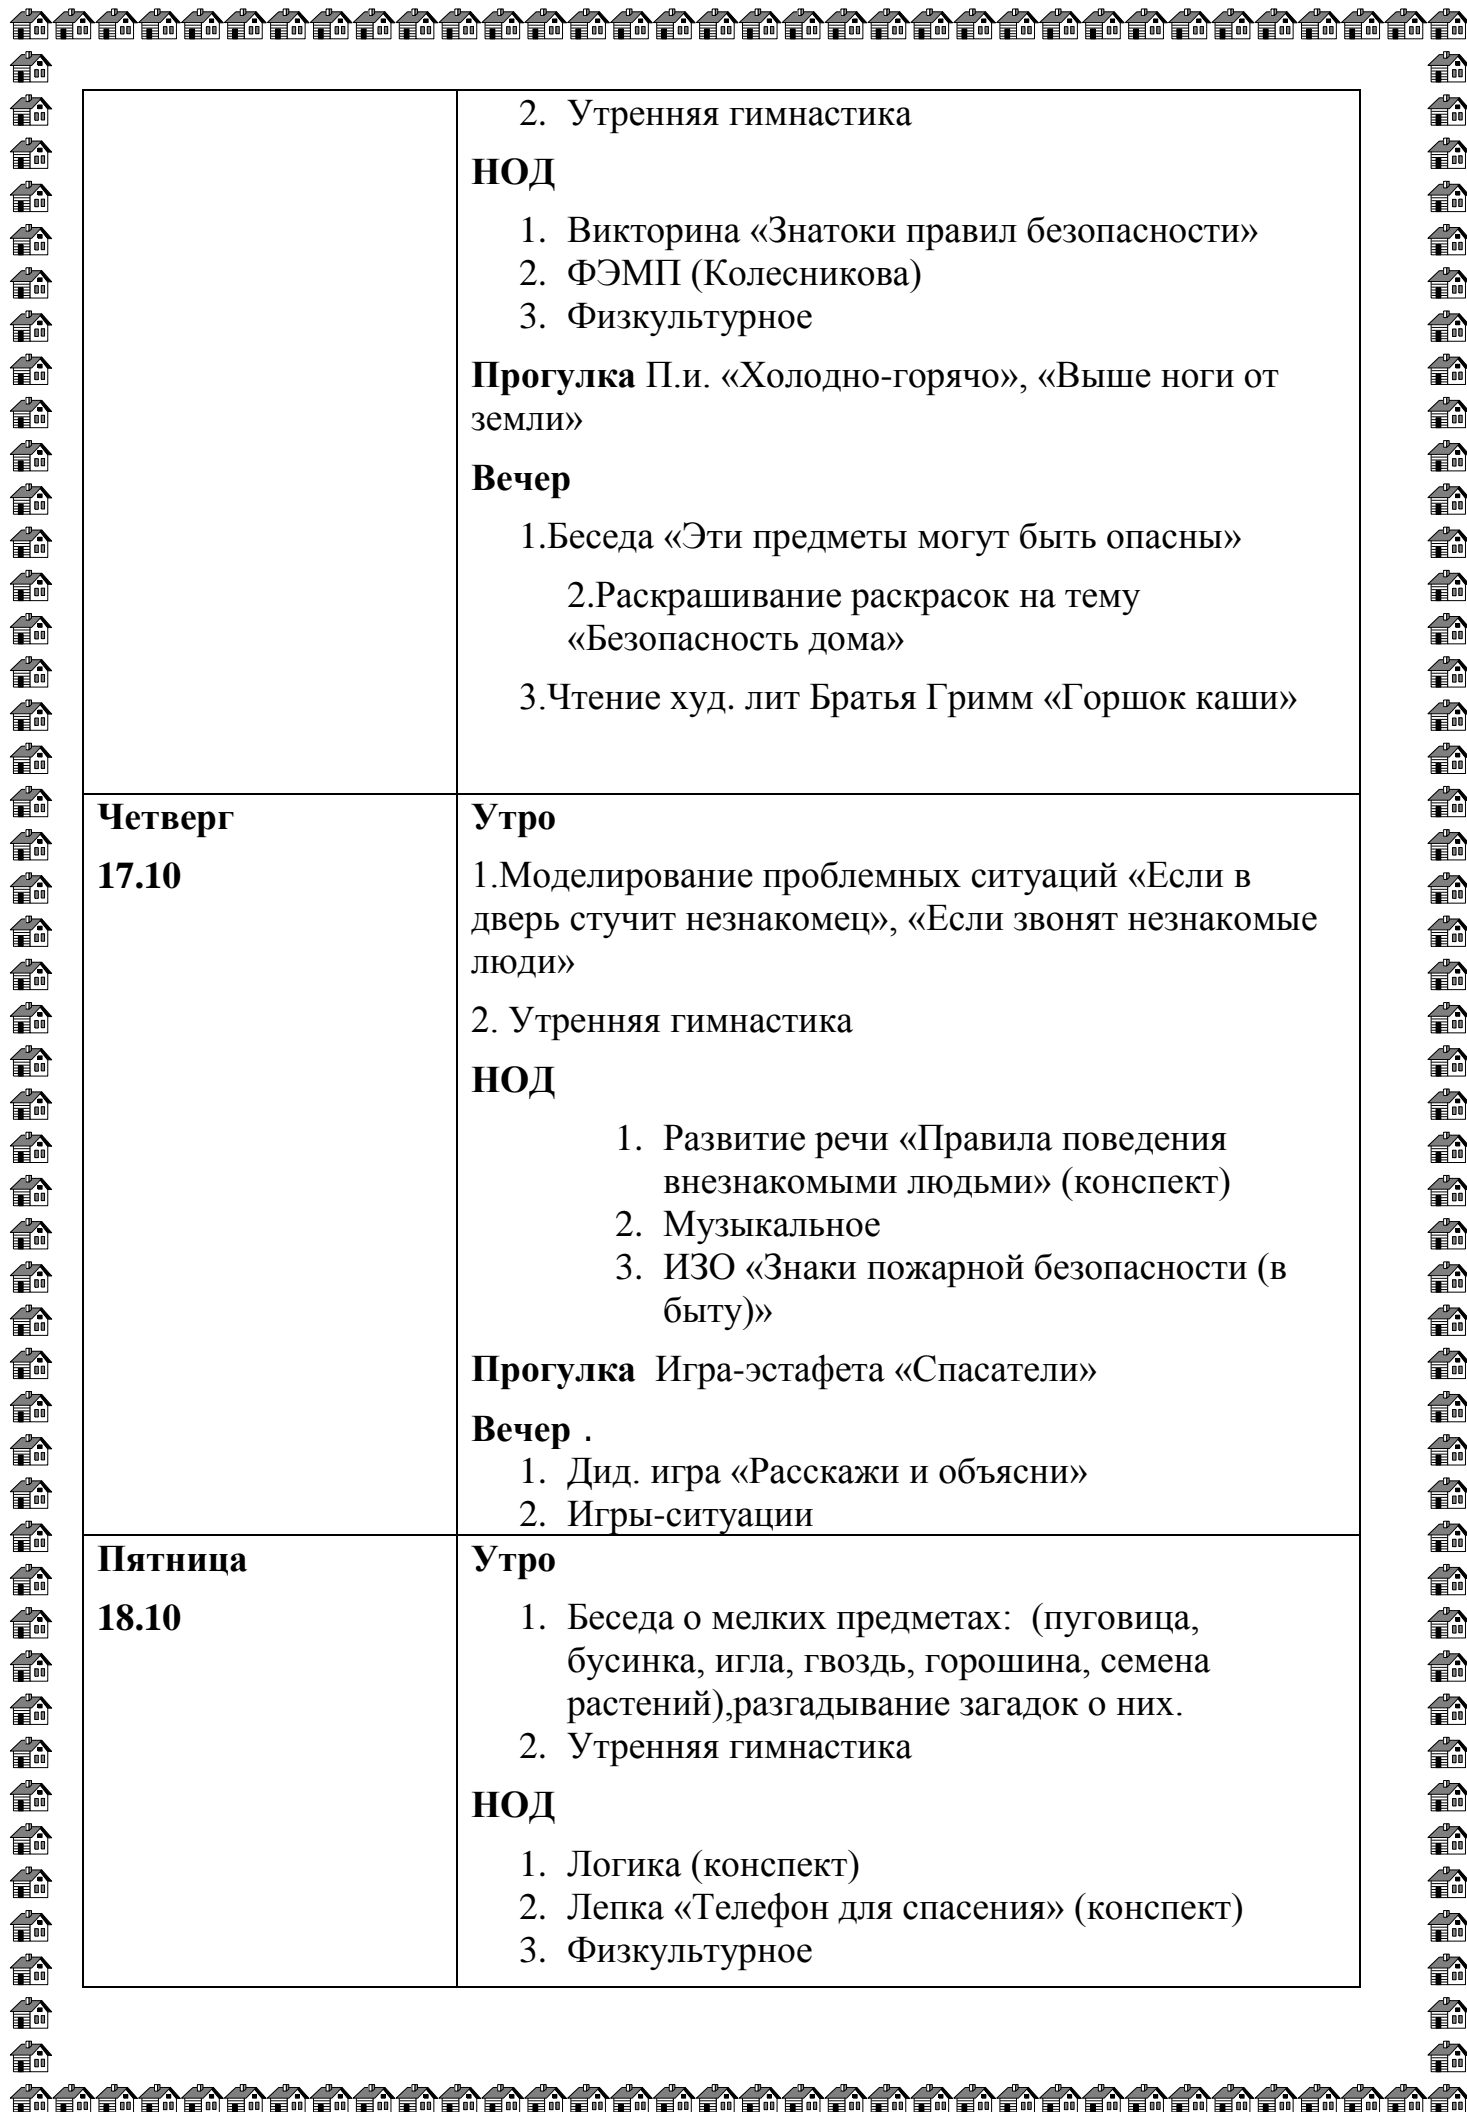 2. Утренняя гимнастика
НОД
1. Викторина «Знатоки правил безопасности»
2. ФЭМП (Колесникова)
3. Физкультурное
Прогулка П.и. «Холодно-горячо», «Выше ноги от
земли»
Вечер
1.Беседа «Эти предметы могут быть опасны»
2.Раскрашивание раскрасок на тему
«Безопасность дома»
3.Чтение худ. лит Братья Гримм «Горшок каши»
Четверг
17.10
Утро
1.Моделирование проблемных ситуаций «Если в
дверь стучит незнакомец», «Если звонят незнакомые
люди»
2. Утренняя гимнастика
НОД
1. Развитие речи «Правила поведения
внезнакомыми людьми» (конспект)
2. Музыкальное
3. ИЗО «Знаки пожарной безопасности (в
быту)»
Прогулка Игра-эстафета «Спасатели»
Вечер .
1. Дид. игра «Расскажи и объясни»
2. Игры-ситуации
Пятница
18.10
Утро
1. Беседа о мелких предметах: (пуговица,
бусинка, игла, гвоздь, горошина, семена
растений),разгадывание загадок о них.
2. Утренняя гимнастика
НОД
1. Логика (конспект)
2. Лепка «Телефон для спасения» (конспект)
3. Физкультурное